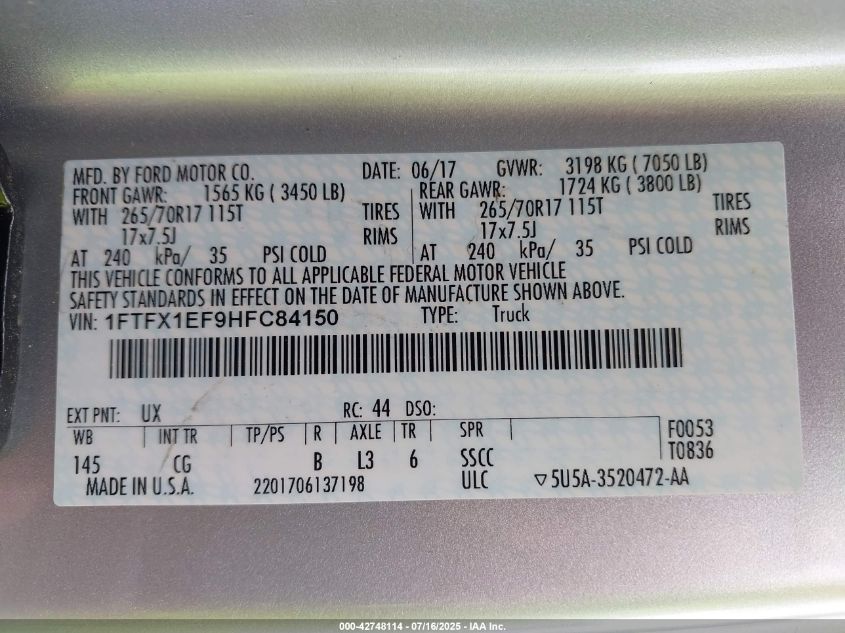 MFD. BY FORD MOTOR CO. DATE: 06/17 GVWR: 3198 KG ( 7050 LB)
FRONT GAWR: 1565 KG ( 3450 LB) REAR GAWR: 1724 KG ( 3800 LB)
WITH 265/70R17 115T TIRES WITH 265/70R17 115T TIRES
17x7.5J RIMS 17x7.5J RIMS
AT 240 kPa/ 35 PSI COLD AT 240 kPa/ 35 PSI COLD
THIS VEHICLE CONFORMS TO ALL APPLICABLE FEDERAL MOTOR VEHICLE
SAFETY STANDARDS IN EFFECT ON THE DATE OF MANUFACTURE SHOWN ABOVE.
VIN: 1FTFX1EF9HFC84150 TYPE: Truck
EXT PNT: UX RC: 44 DSO:
WB INT TR TP/PS R AXLE TR SPR F0053
145 CG B L3 6 SSCC T0836
MADE IN U.S.A. 2201706137198 ULC ▽5U5A-3520472-AA
000-42748114 - 07/16/2025 - IAA Inc.